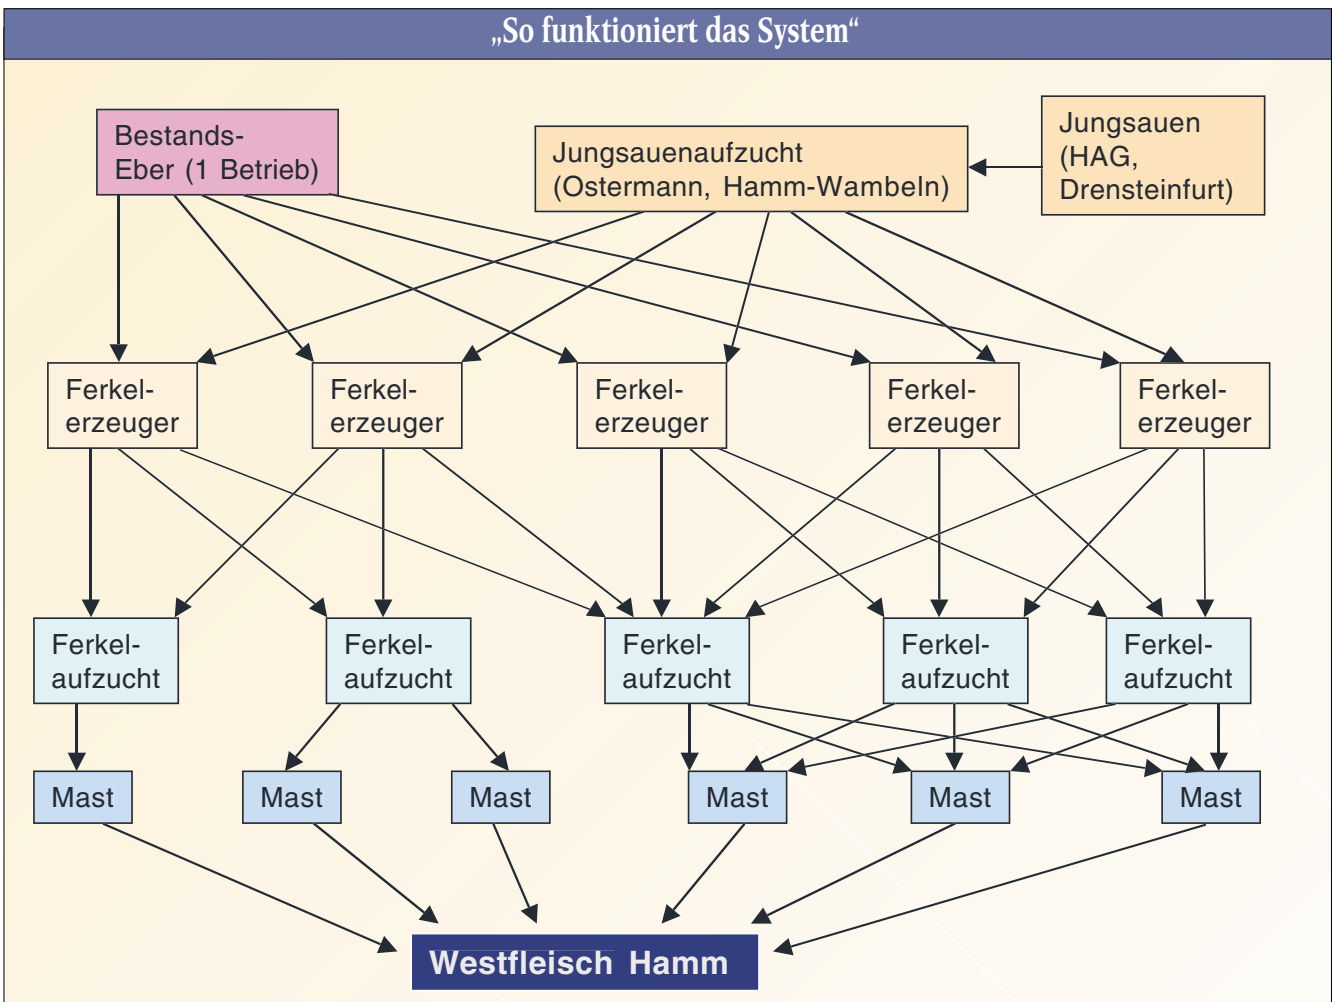 „So funktioniert das System“
Bestands-
Eber (1 Betrieb)
Jungsauenaufzucht
(Ostermann, Hamm-Wambeln)
Jungsauen
(HAG,
Drensteinfurt)
Ferkel-
erzeuger
Ferkel-
erzeuger
Ferkel-
erzeuger
Ferkel-
erzeuger
Ferkel-
erzeuger
Ferkel-
aufzucht
Ferkel-
aufzucht
Ferkel-
aufzucht
Ferkel-
aufzucht
Ferkel-
aufzucht
Mast
Mast
Mast
Mast
Mast
Mast
Westfleisch Hamm